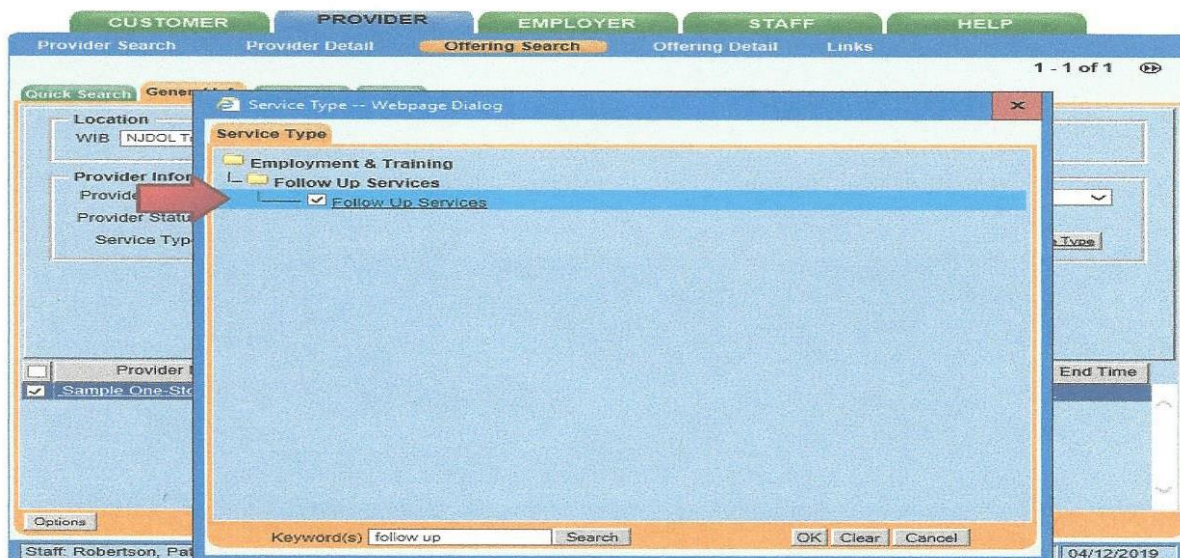 CUSTOMER PROVIDER EMPLOYER STAFF HELP
Provider Search Provider Detail Offering Search Offering Detail Links
1 - 1 of 1
Quick Search
Location
WIB NJDOL
Service Type -- Webpage Dialog
Service Type
Employment & Training
Follow Up Services
Follow Up Services
Provider
Provider Statu
Service Typ
Type
Provider
End Time
Sample One-Sto
Options
Keyword(s) follow up Search OK Clear Cancel
Staff: Robertson, Pat
04/12/2019